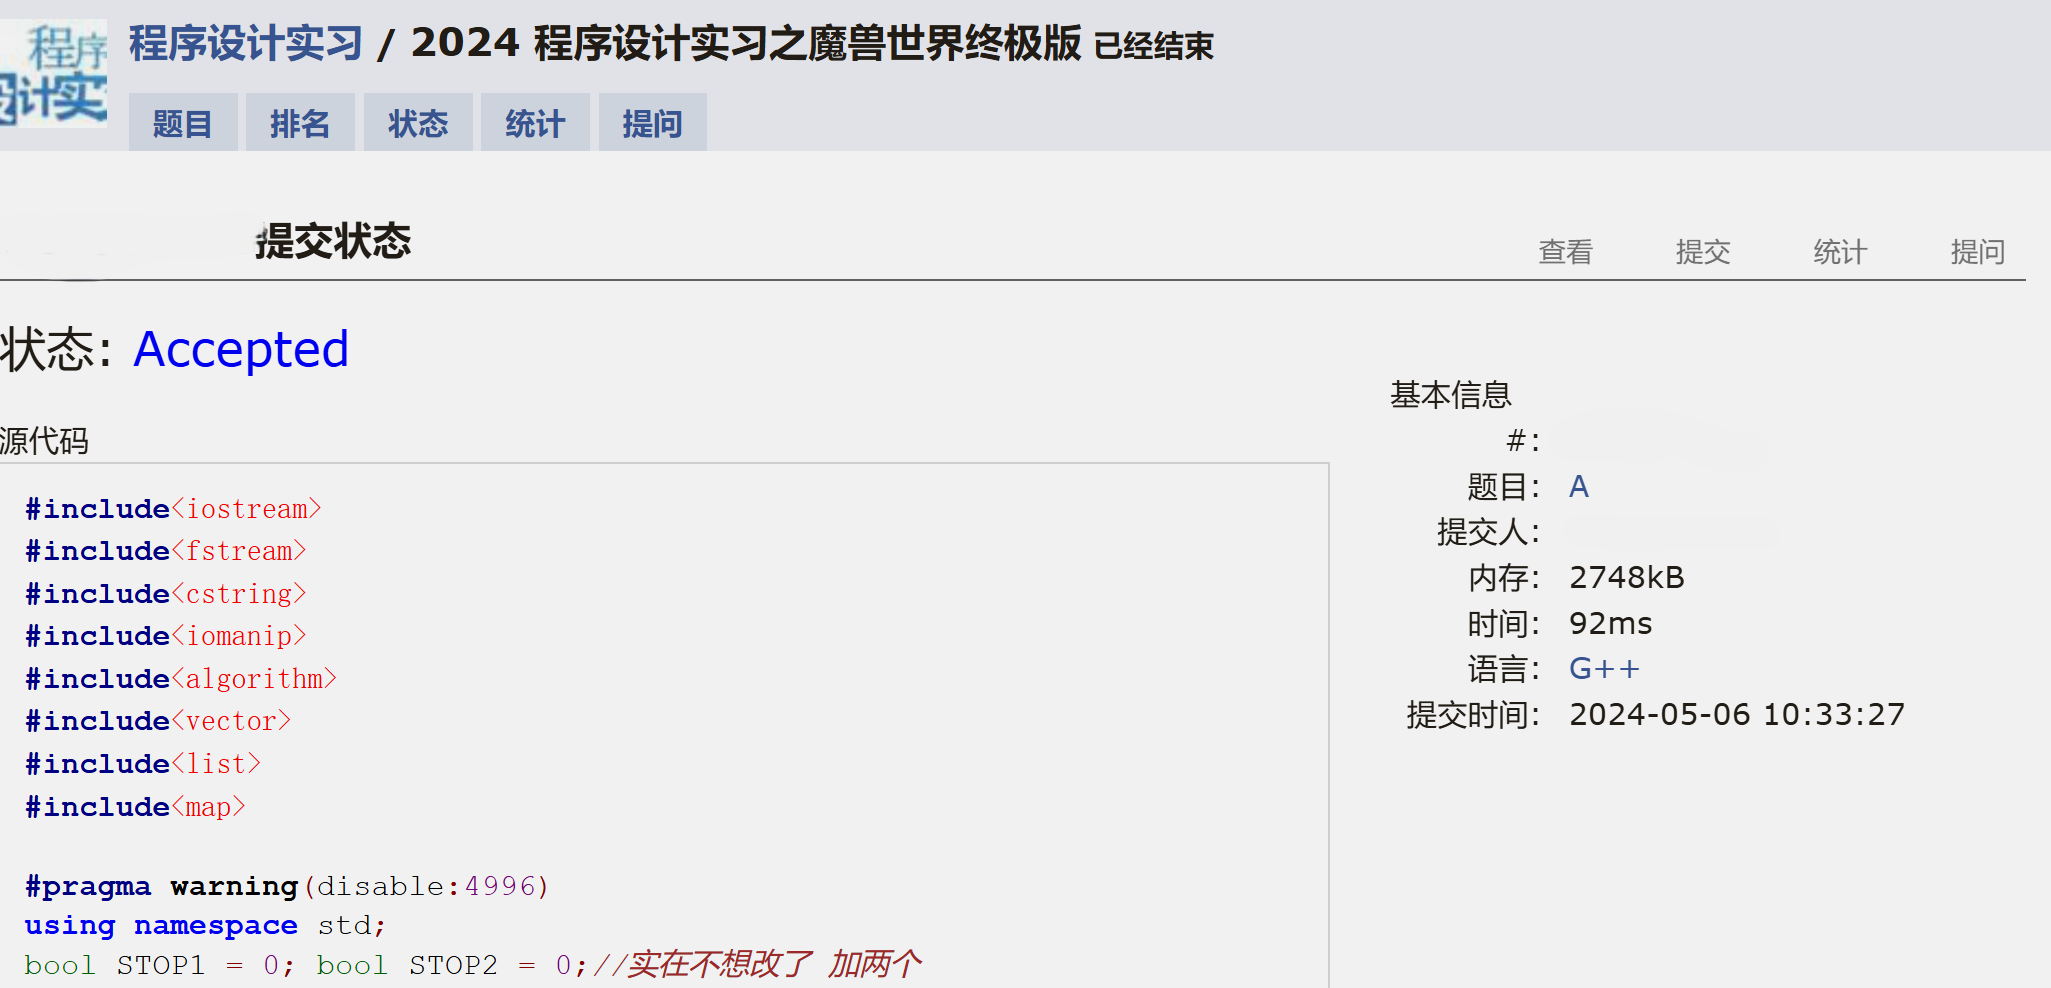 程序
设计实
程序设计实习 / 2024 程序设计实习之魔兽世界终极版 已经结束
题目 排名 状态 统计 提问
提交状态
查看 提交 统计 提问
状态: Accepted
源代码
#include<iostream>
#include<fstream>
#include<cstring>
#include<iomanip>
#include<algorithm>
#include<vector>
#include<list>
#include<map>
#pragma warning(disable:4996)
using namespace std;
bool STOP1 = 0; bool STOP2 = 0;//实在不想改了 加两个
基本信息
#:
题目: A
提交人:
内存: 2748kB
时间: 92ms
语言: G++
提交时间: 2024-05-06 10:33:27